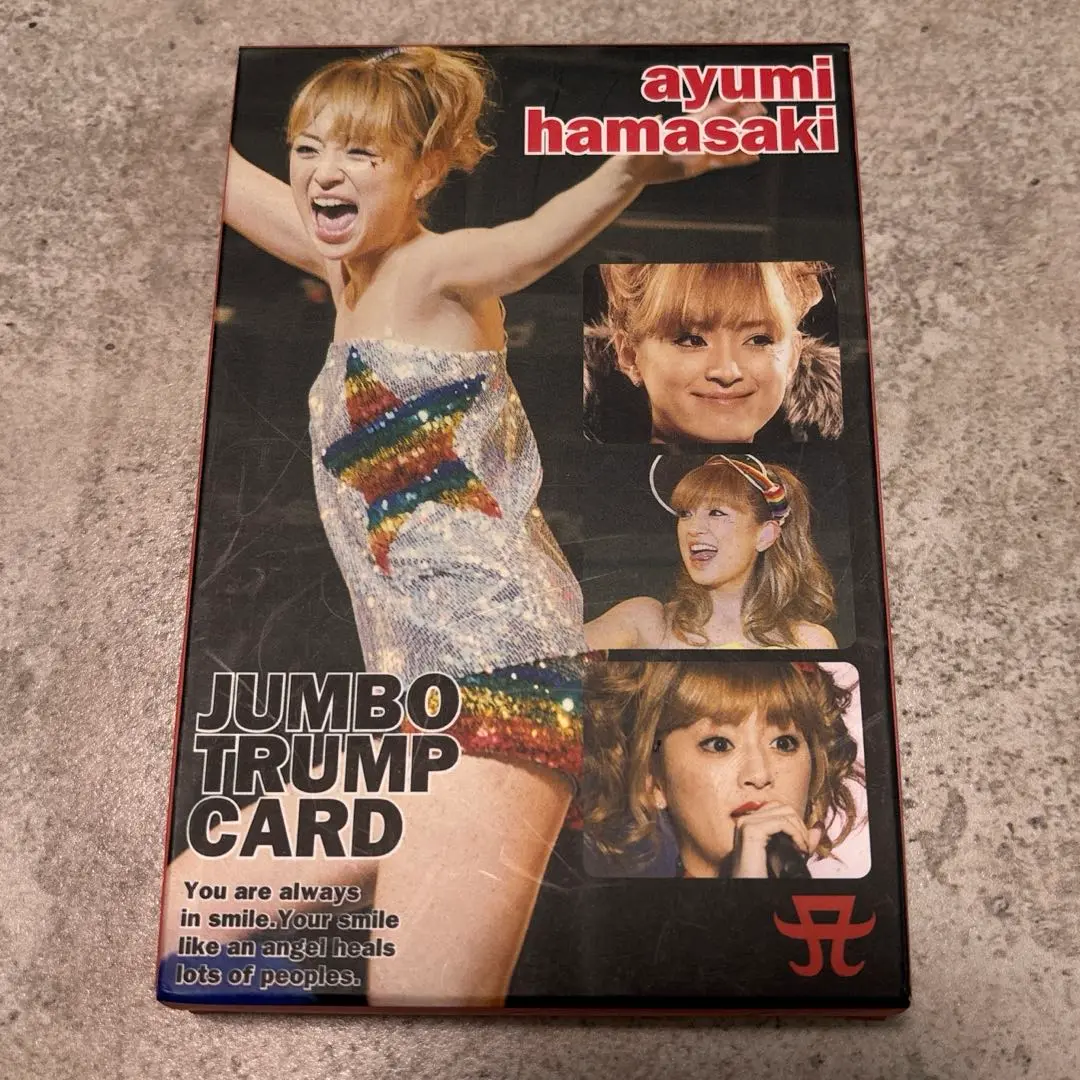 ayumi
hamasaki
JUMBO
TRUMP
CARD
You are always
in smile.Your smile
like an angel heals
lots of peoples.